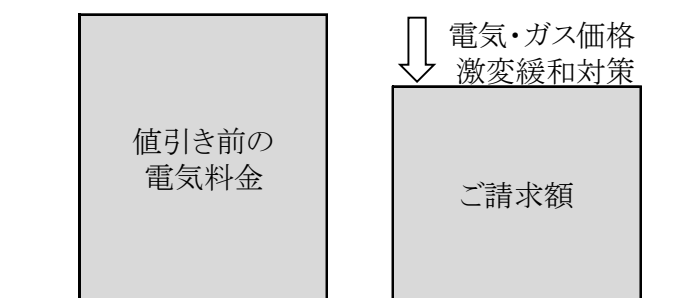 値引き前の
電気料金
電気・ガス価格
激変緩和対策
ご請求額